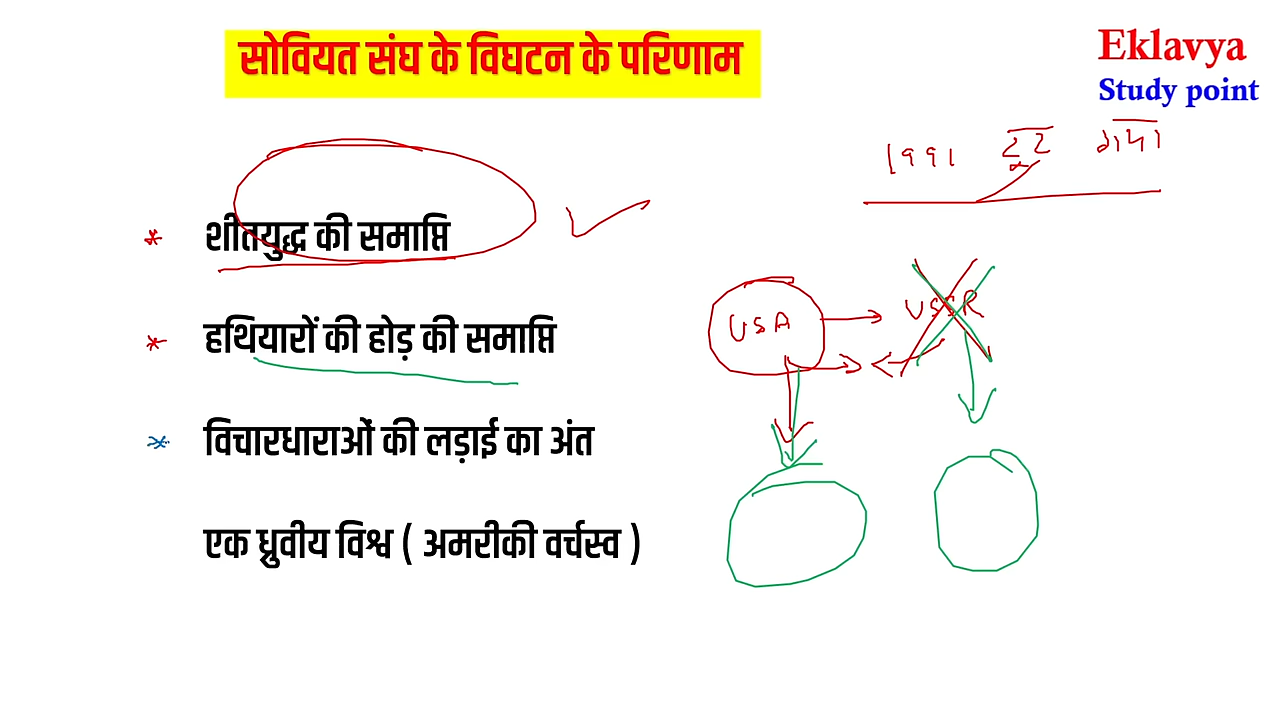 सोवियत संघ के विघटन के परिणाम
Eklavya
Study point
1991 टूट गया
* शीतयुद्ध की समाप्ति
USA
USSR
* हथियारों की होड़ की समाप्ति
* विचारधाराओं की लड़ाई का अंत
एक ध्रुवीय विश्व ( अमरीकी वर्चस्व )